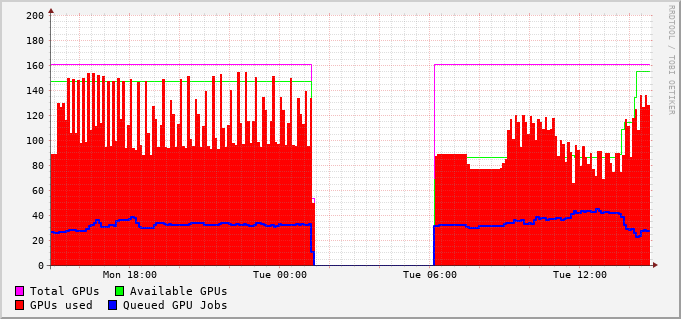 200
180
160
140
120
100
80
60
40
20
0
Mon 18:00 Tue 00:00 Tue 06:00 Tue 12:00
Total GPUs Available GPUs
GPUs used Queued GPU Jobs
RRDTOOL / TOBI OETIKER